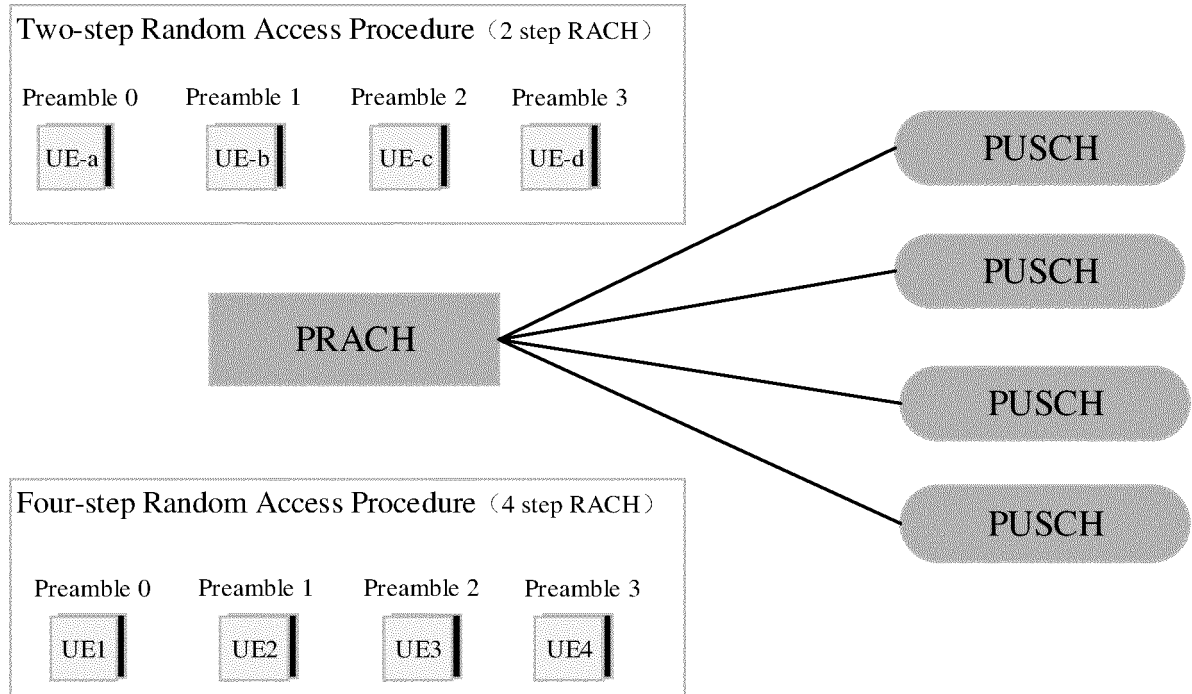 Two-step Random Access Procedure（2 step RACH）
Preamble 0 Preamble 1 Preamble 2 Preamble 3
UE-a UE-b UE-c UE-d
PUSCH
PUSCH
PRACH
PUSCH
PUSCH
Four-step Random Access Procedure（4 step RACH）
Preamble 0 Preamble 1 Preamble 2 Preamble 3
UE1 UE2 UE3 UE4